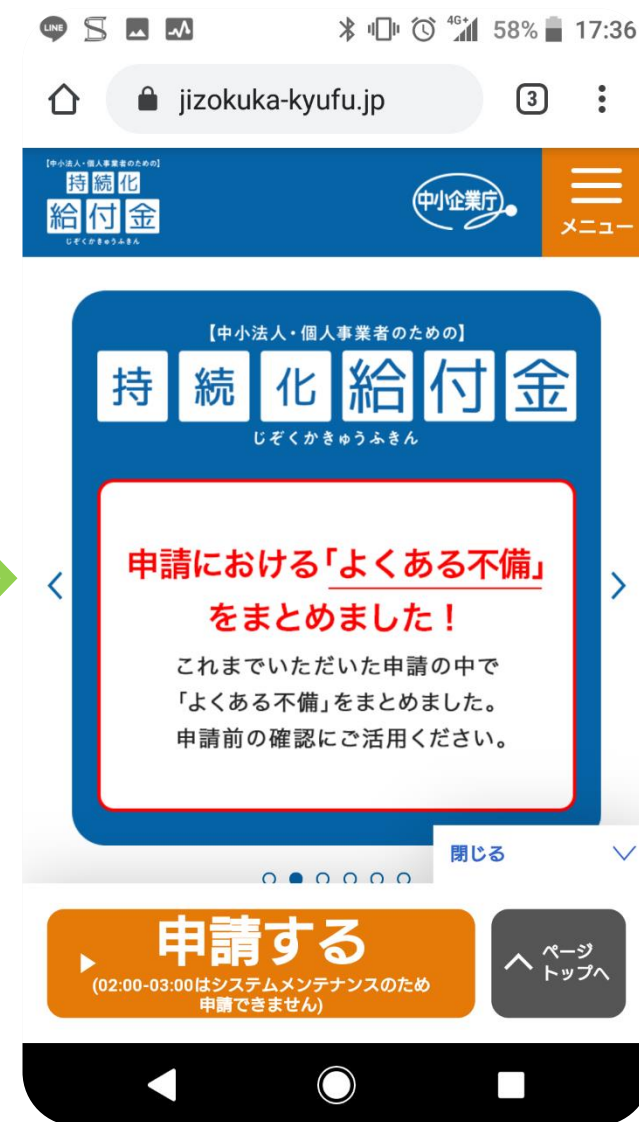 LINE
4G+
58%
17:36
jizokuka-kyufu.jp
3
【中小法人・個人事業者のための】
持続化
給付金
じぞくかきゅうふきん
中小企業庁
メニュー
【中小法人・個人事業者のための】
持続化給付金
じぞくかきゅうふきん
申請における「よくある不備」
をまとめました！
これまでいただいた申請の中で
「よくある不備」をまとめました。
申請前の確認にご活用ください。
閉じる
申請する
(02:00-03:00はシステムメンテナンスのため
申請できません)
ページ
トップへ